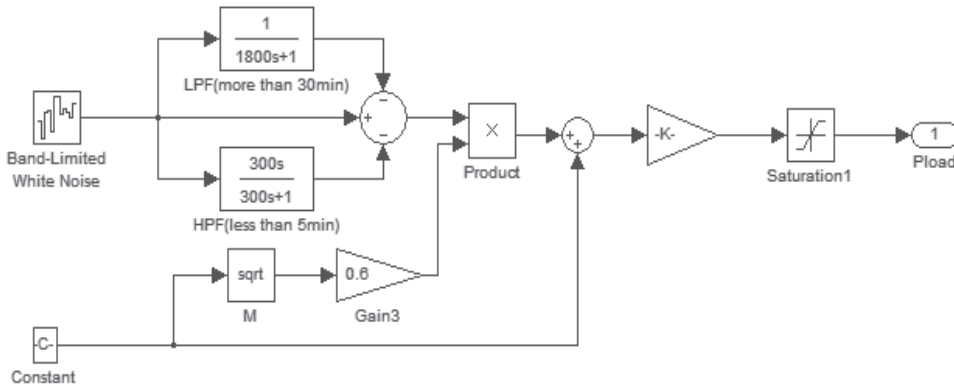 1
1800s+1
LPF(more than 30min)
−
+
−
Band-Limited
White Noise
300s
300s+1
HPF(less than 5min)
×
Product
+
+
-K-
Saturation1
1
Pload
sqrt
M
0.6
Gain3
-C-
Constant